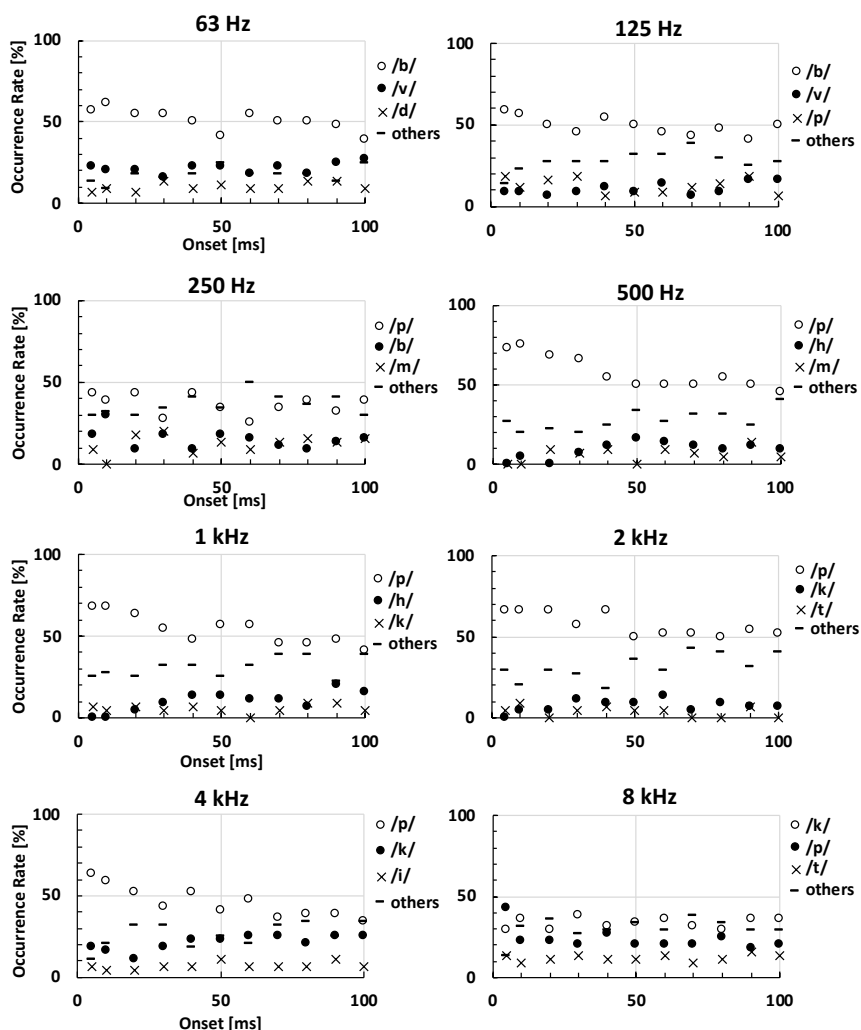 63 Hz
Occurrence Rate [%]
100
50
0
0 50 100
Onset [ms]
/b/
/v/
/d/
others
125 Hz
100
50
0
0 50 100
/b/
/v/
/p/
others
250 Hz
Occurrence Rate [%]
100
50
0
0 50 100
Onset [ms]
/p/
/b/
/m/
others
500 Hz
100
50
0
0 50 100
/p/
/h/
/m/
others
1 kHz
Occurrence Rate [%]
100
50
0
0 50 100
/p/
/h/
/k/
others
2 kHz
100
50
0
0 50 100
/p/
/k/
/t/
others
4 kHz
Occurrence Rate [%]
100
50
0
0 50 100
Onset [ms]
/p/
/k/
/i/
others
8 kHz
100
50
0
0 50 100
Onset [ms]
/k/
/p/
/t/
others